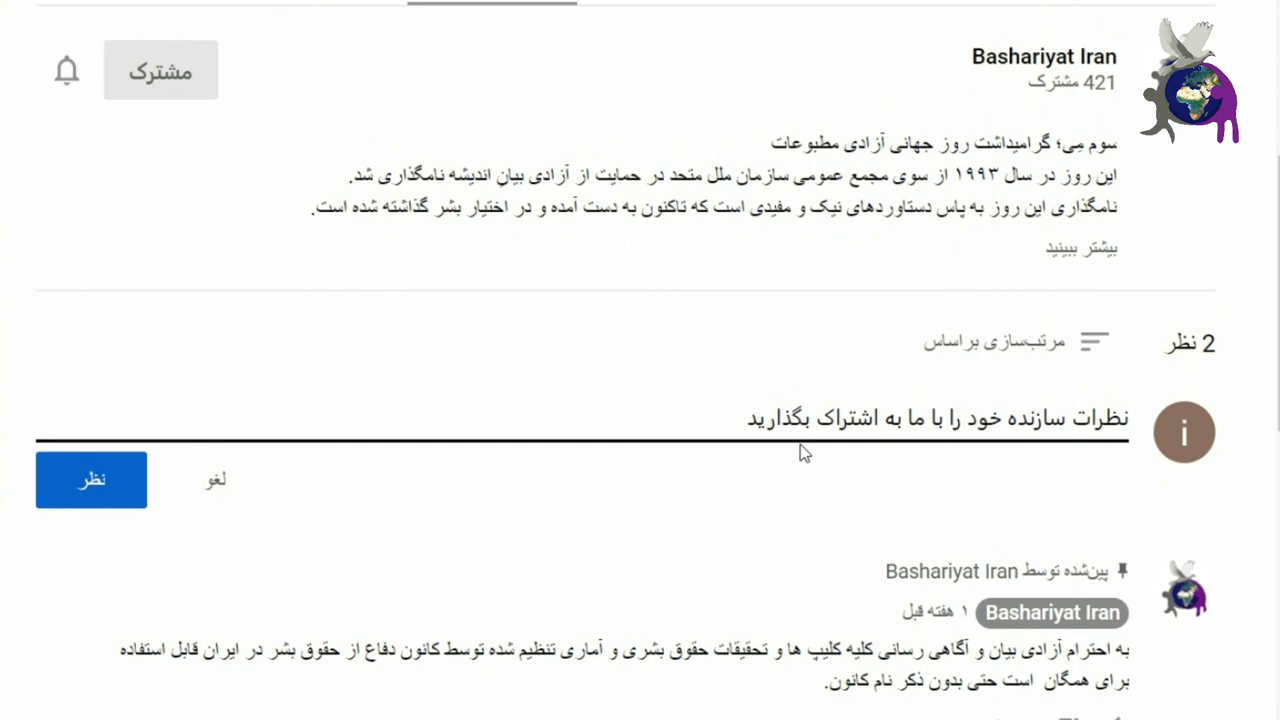 Bashariyat Iran
421 مشترک
مشترک
سوم مِی؛ گرامیداشت روز جهانی آزادی مطبوعات
این روز در سال ۱۹۹۳ از سوی مجمع عمومی سازمان ملل متحد در حمایت از آزادی بیانِ اندیشه نامگذاری شد.
نامگذاری این روز به پاس دستاوردهای نیک و مفیدی است که تاکنون به دست آمده و در اختیار بشر گذاشته شده است.
بیشتر ببینید
2 نظر
مرتب‌سازی براساس
i
نظرات سازنده خود را با ما به اشتراک بگذارید
لغو
نظر
پین‌شده توسط Bashariyat Iran
Bashariyat Iran ۱ هفته قبل
به احترام آزادی بیان و آگاهی رسانی کلیه کلیپ ها و تحقیقات حقوق بشری و آماری تنظیم شده توسط کانون دفاع از حقوق بشر در ایران قابل استفاده
برای همگان است حتی بدون ذکر نام کانون.